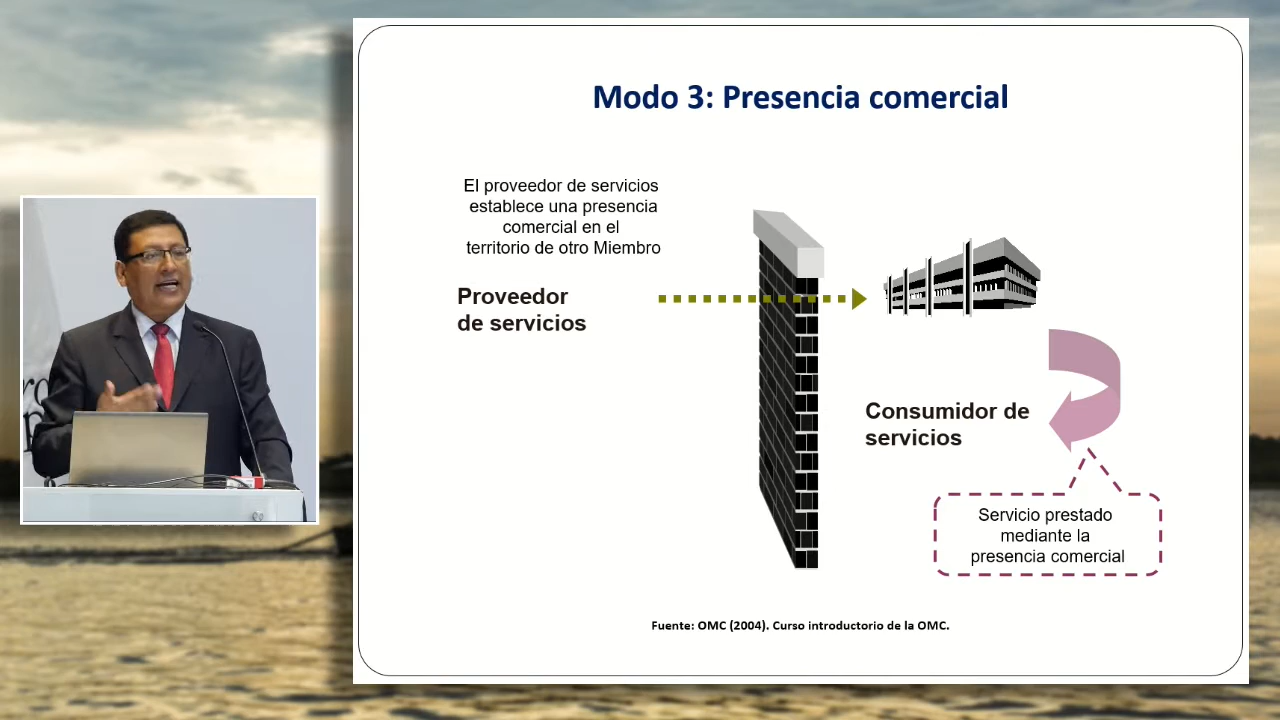 Modo 3: Presencia comercial
El proveedor de servicios
establece una presencia
comercial en el
territorio de otro Miembro
Proveedor
de servicios
Consumidor de
servicios
Servicio prestado
mediante la
presencia comercial
Fuente: OMC (2004). Curso introductorio de la OMC.